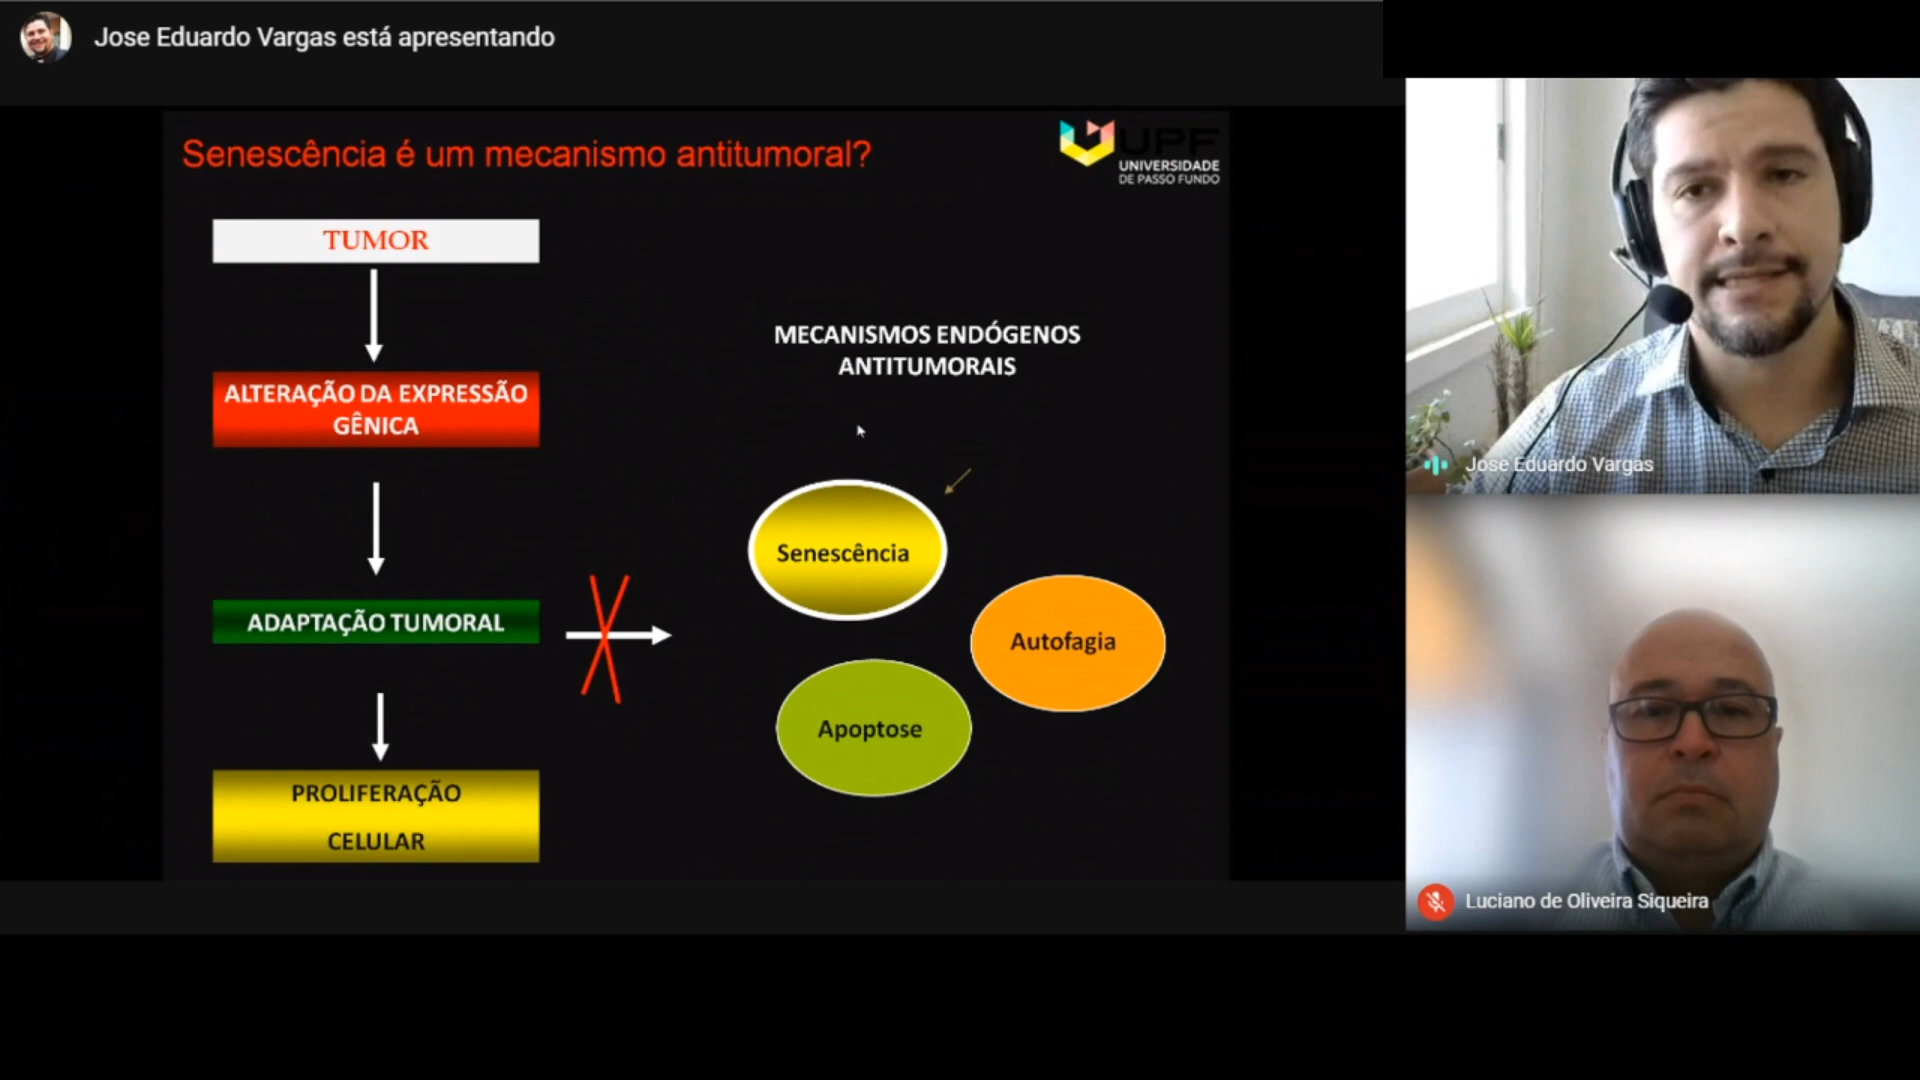 Jose Eduardo Vargas está apresentando
Senescência é um mecanismo antitumoral?
UPF
UNIVERSIDADE
DE PASSO FUNDO
TUMOR
ALTERAÇÃO DA EXPRESSÃO
GÊNICA
ADAPTAÇÃO TUMORAL
PROLIFERAÇÃO
CELULAR
MECANISMOS ENDÓGENOS
ANTITUMORAIS
Senescência
Autofagia
Apoptose
Jose Eduardo Vargas
Luciano de Oliveira Siqueira